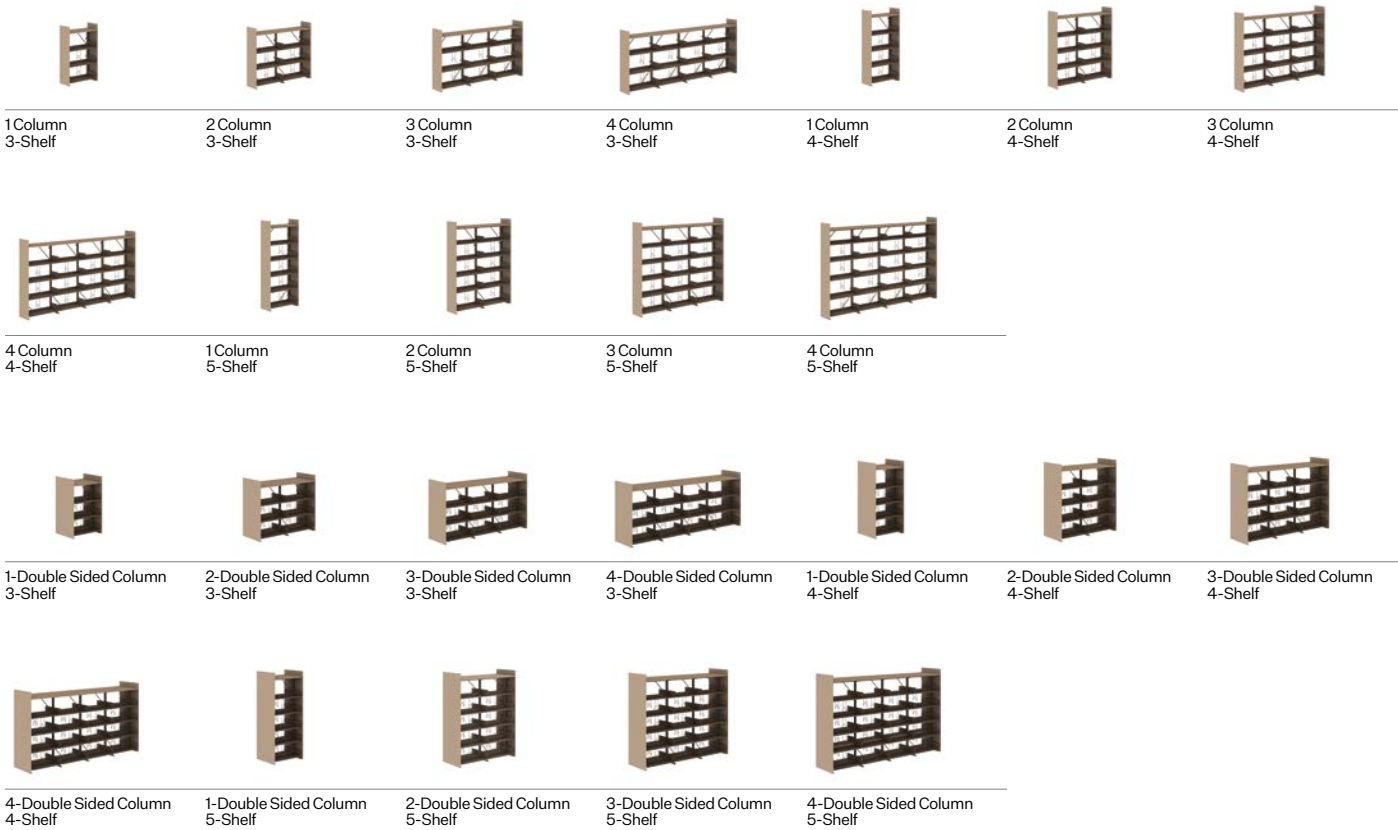 1 Column
3-Shelf
2 Column
3-Shelf
3 Column
3-Shelf
4 Column
3-Shelf
1 Column
4-Shelf
2 Column
4-Shelf
3 Column
4-Shelf
4 Column
4-Shelf
1 Column
5-Shelf
2 Column
5-Shelf
3 Column
5-Shelf
4 Column
5-Shelf
1-Double Sided Column
3-Shelf
2-Double Sided Column
3-Shelf
3-Double Sided Column
3-Shelf
4-Double Sided Column
3-Shelf
1-Double Sided Column
4-Shelf
2-Double Sided Column
4-Shelf
3-Double Sided Column
4-Shelf
4-Double Sided Column
4-Shelf
1-Double Sided Column
5-Shelf
2-Double Sided Column
5-Shelf
3-Double Sided Column
5-Shelf
4-Double Sided Column
5-Shelf